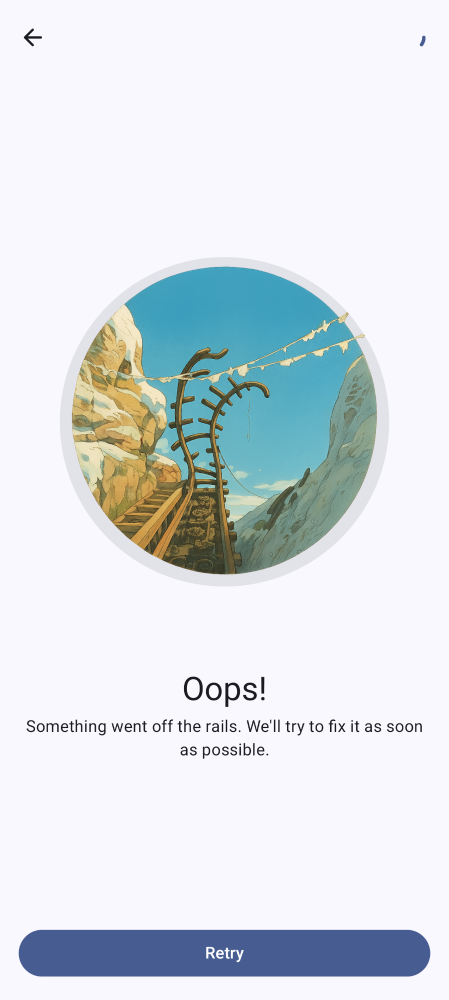 Oops!
Something went off the rails. We'll try to fix it as soon
as possible.
Retry